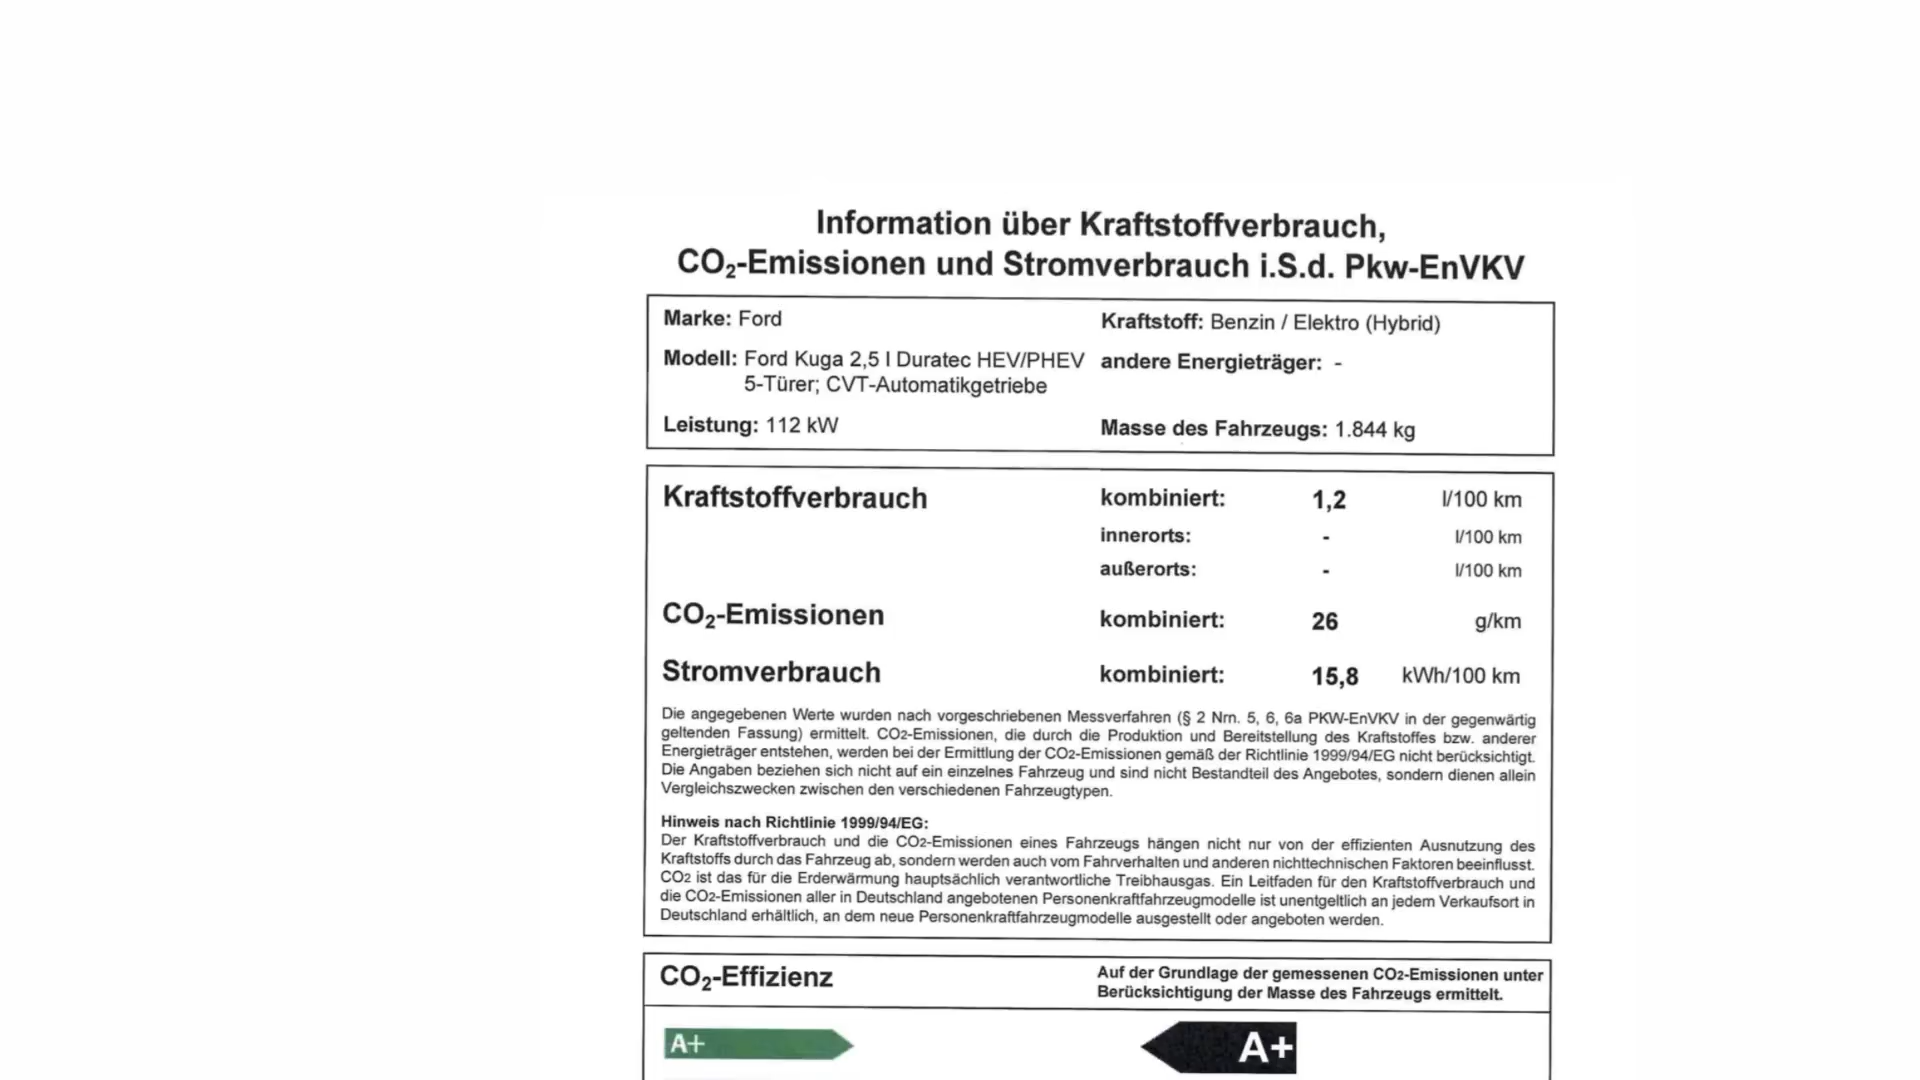 Information über Kraftstoffverbrauch,
CO₂-Emissionen und Stromverbrauch i.S.d. Pkw-EnVKV
Marke: Ford
Kraftstoff: Benzin / Elektro (Hybrid)
Modell: Ford Kuga 2,5 l Duratec HEV/PHEV
5-Türer; CVT-Automatikgetriebe
andere Energieträger: -
Leistung: 112 kW
Masse des Fahrzeugs: 1.844 kg
Kraftstoffverbrauch kombiniert: 1,2 l/100 km
innerorts: - l/100 km
außerorts: - l/100 km
CO₂-Emissionen kombiniert: 26 g/km
Stromverbrauch kombiniert: 15,8 kWh/100 km
Die angegebenen Werte wurden nach vorgeschriebenen Messverfahren (§ 2 Nrn. 5, 6, 6a PKW-EnVKV in der gegenwärtig
geltenden Fassung) ermittelt. CO2-Emissionen, die durch die Produktion und Bereitstellung des Kraftstoffes bzw. anderer
Energieträger entstehen, werden bei der Ermittlung der CO2-Emissionen gemäß der Richtlinie 1999/94/EG nicht berücksichtigt.
Die Angaben beziehen sich nicht auf ein einzelnes Fahrzeug und sind nicht Bestandteil des Angebotes, sondern dienen allein
Vergleichszwecken zwischen den verschiedenen Fahrzeugtypen.
Hinweis nach Richtlinie 1999/94/EG:
Der Kraftstoffverbrauch und die CO2-Emissionen eines Fahrzeugs hängen nicht nur von der effizienten Ausnutzung des
Kraftstoffs durch das Fahrzeug ab, sondern werden auch vom Fahrverhalten und anderen nichttechnischen Faktoren beeinflusst.
CO2 ist das für die Erderwärmung hauptsächlich verantwortliche Treibhausgas. Ein Leitfaden für den Kraftstoffverbrauch und
die CO2-Emissionen aller in Deutschland angebotenen Personenkraftfahrzeugmodelle ist unentgeltlich an jedem Verkaufsort in
Deutschland erhältlich, an dem neue Personenkraftfahrzeugmodelle ausgestellt oder angeboten werden.
CO₂-Effizienz
Auf der Grundlage der gemessenen CO2-Emissionen unter
Berücksichtigung der Masse des Fahrzeugs ermittelt.
A+
A+